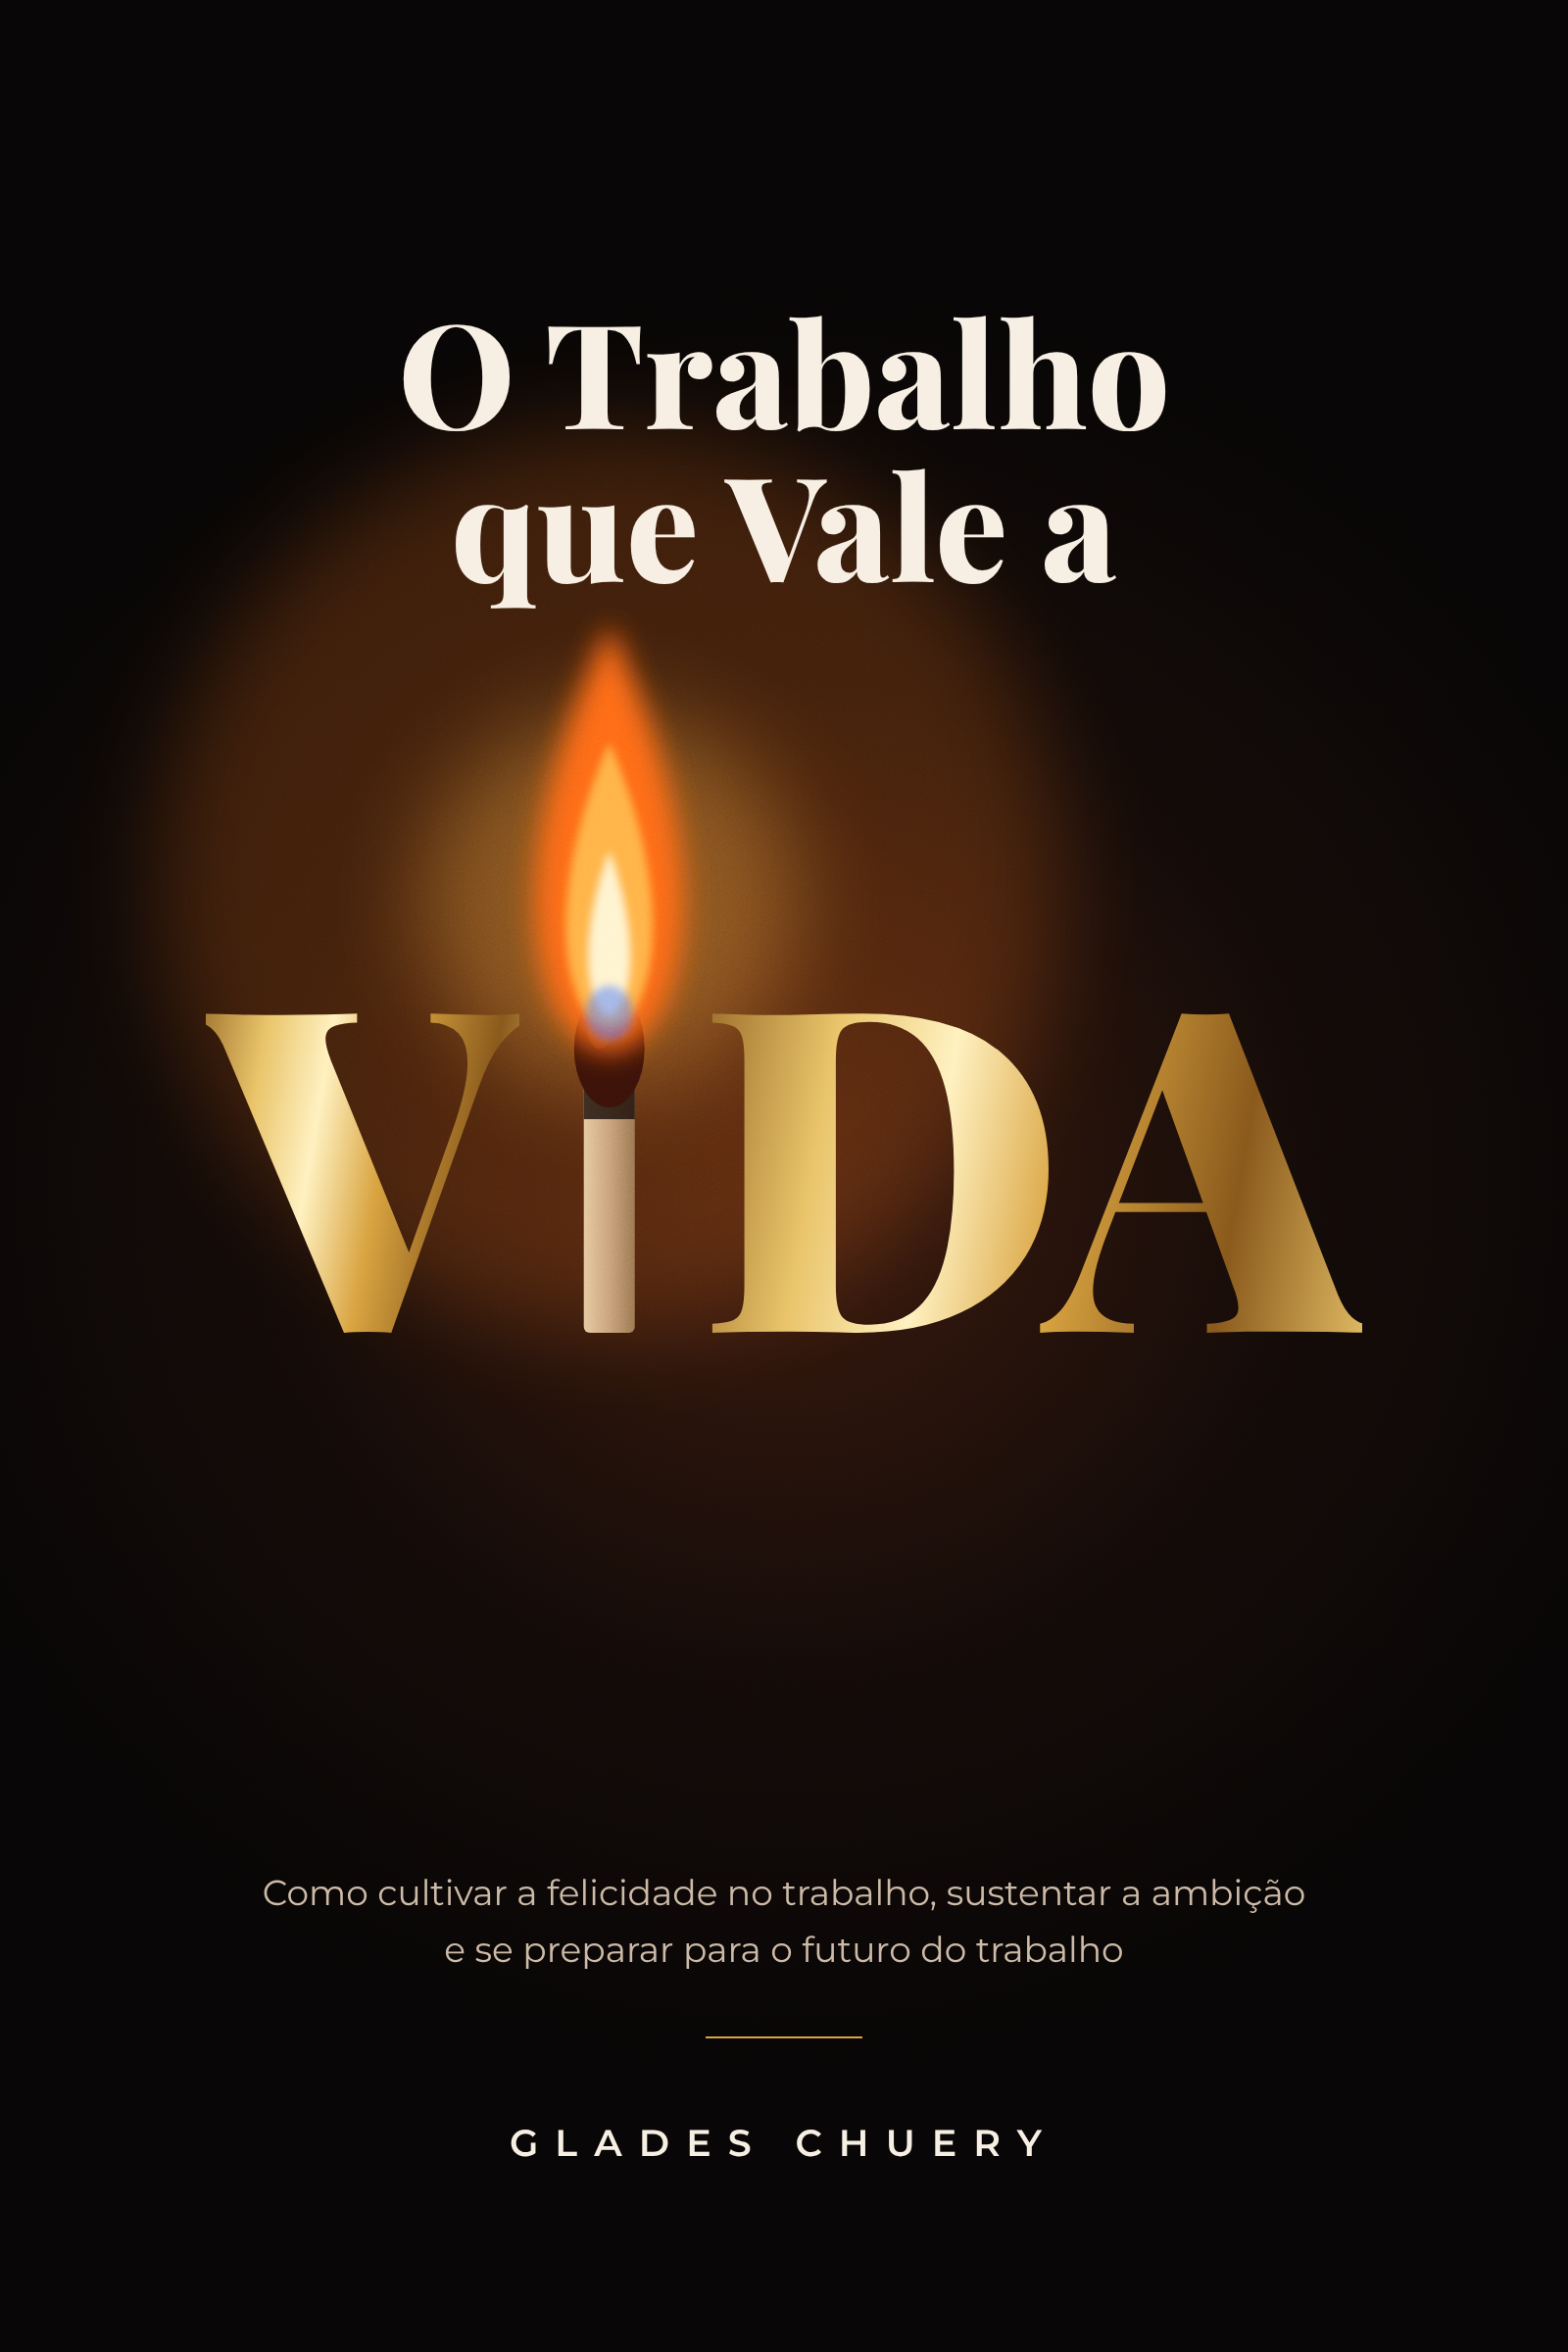 O Trabalho
que Vale a
VIDA
Como cultivar a felicidade no trabalho, sustentar a ambição
e se preparar para o futuro do trabalho
GLADES CHUERY